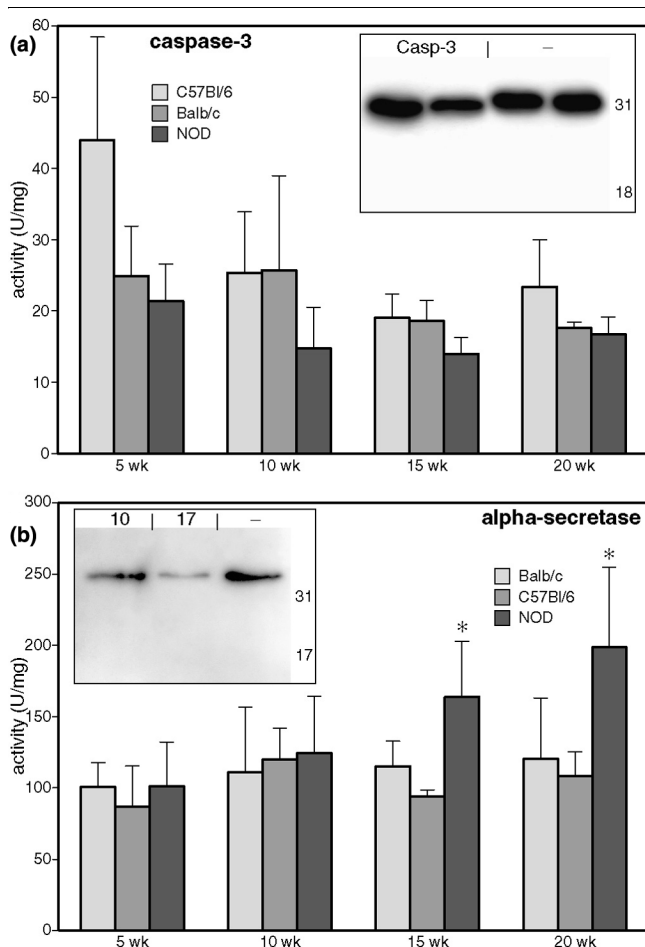 (a) caspase-3
60
50
40
30
20
10
0
activity (U/mg)
C57Bl/6
Balb/c
NOD
Casp-3 | –
31
18
5 wk 10 wk 15 wk 20 wk
(b) alpha-secretase
300
250
200
150
100
50
0
activity (U/mg)
10 | 17 | –
31
17
Balb/c
C57Bl/6
NOD
*
*
5 wk 10 wk 15 wk 20 wk